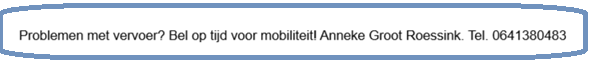 Problemen met vervoer? Bel op tijd voor mobiliteit! Anneke Groot Roessink. Tel. 0641380483